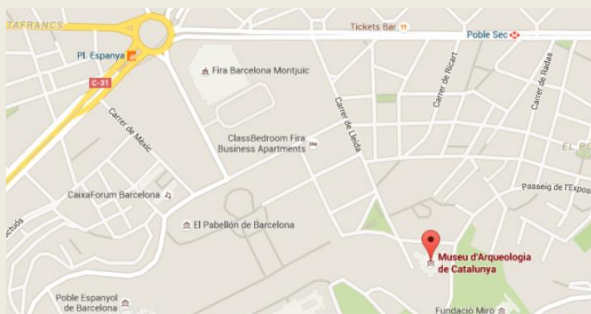 TAFRANCS
Tickets Bar
Poble Sec
Pl. Espanya
Fira Barcelona Montjuïc
C-31
Carrer de Mèxic
Carrer de Lleida
Carrer de Ricart
Carrer de Radas
ClassBedroom Fira
Business Apartments
EL PO
CaixaForum Barcelona
Passeig de l'Expos
El Pabellón de Barcelona
Museu d'Arqueologia
de Catalunya
Poble Espanyol
de Barcelona
Fundació Miró